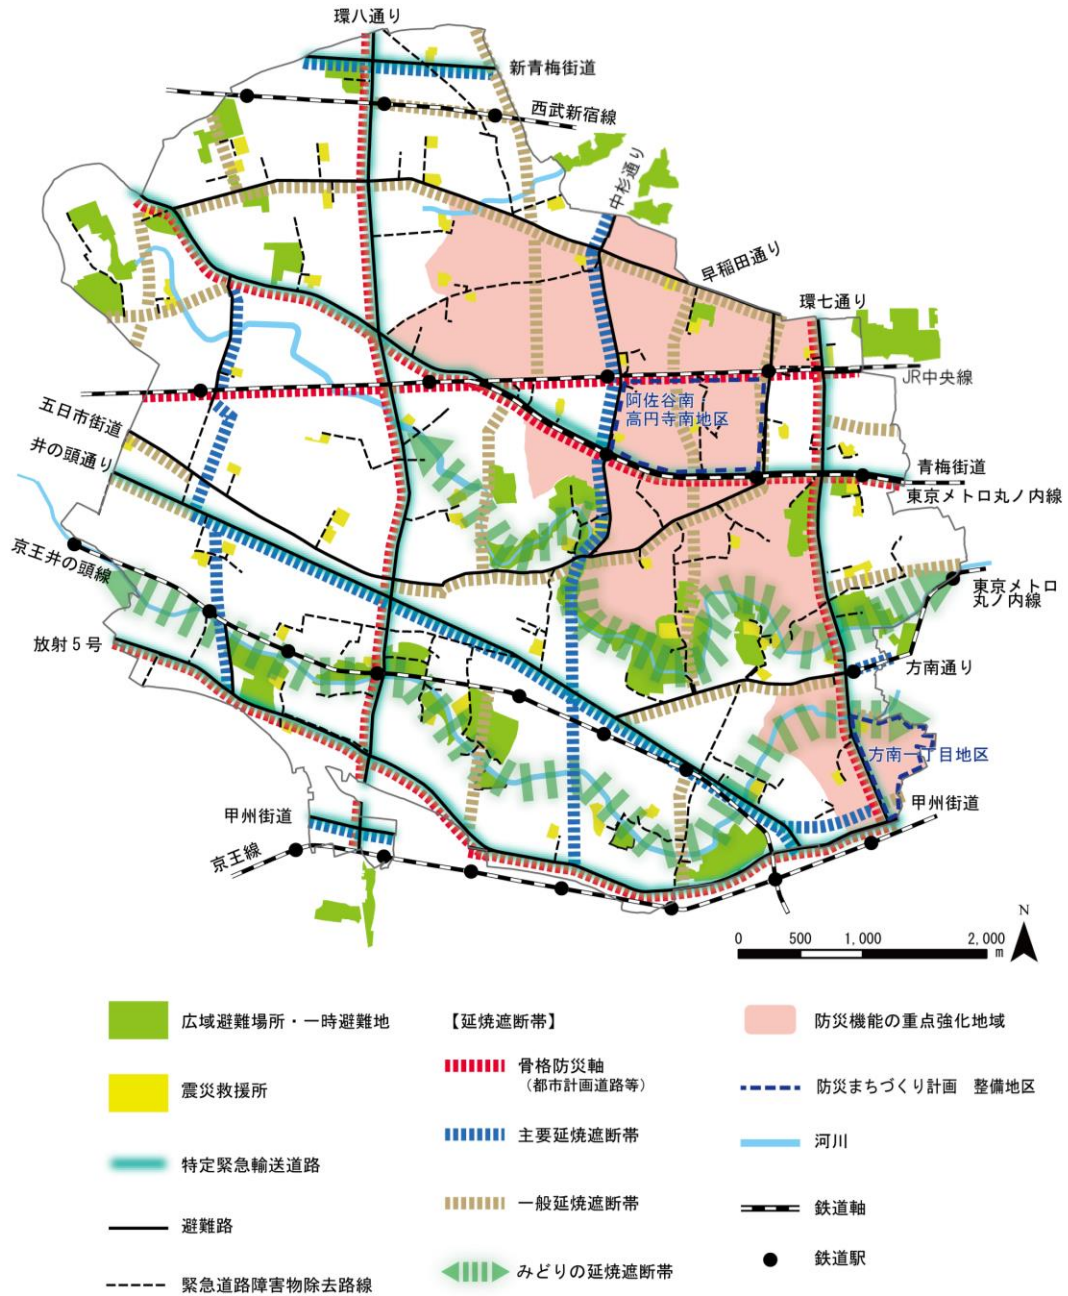 環八通り
新青梅街道
西武新宿線
中杉通り
早稲田通り
環七通り
JR中央線
五日市街道
阿佐谷南
高円寺南地区
井の頭通り
青梅街道
東京メトロ丸ノ内線
京王井の頭線
東京メトロ
丸ノ内線
放射5号
方南通り
方南一丁目地区
甲州街道
甲州街道
京王線
N
0 500 1,000 2,000
m
広域避難場所・一時避難地
震災救援所
特定緊急輸送道路
避難路
緊急道路障害物除去路線
【延焼遮断帯】
骨格防災軸
(都市計画道路等)
主要延焼遮断帯
一般延焼遮断帯
みどりの延焼遮断帯
防災機能の重点強化地域
防災まちづくり計画 整備地区
河川
鉄道軸
鉄道駅